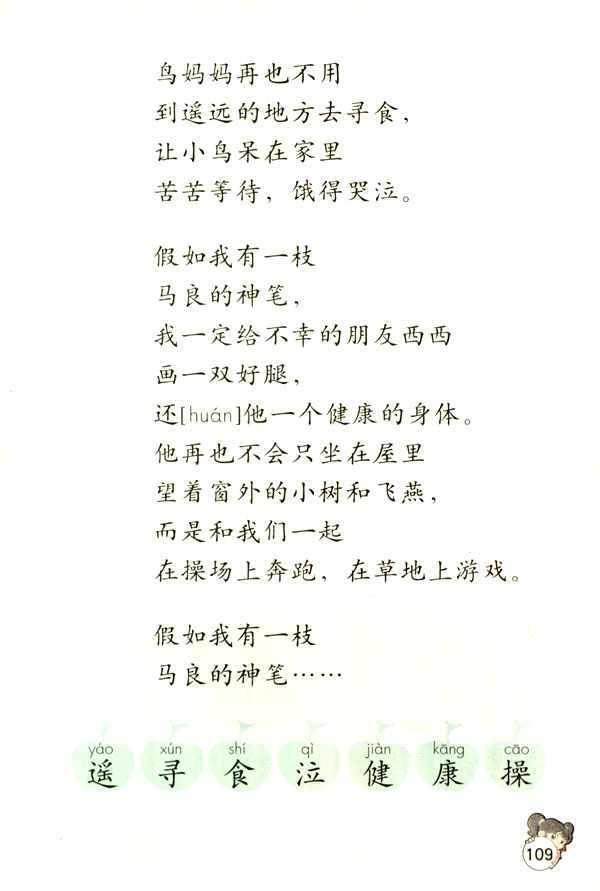 鸟妈妈再也不用
到遥远的地方去寻食，
让小鸟呆在家里
苦苦等待，饿得哭泣。
假如我有一枝
马良的神笔，
我一定给不幸的朋友西西
画一双好腿，
还[huán]他一个健康的身体。
他再也不会只坐在屋里
望着窗外的小树和飞燕，
而是和我们一起
在操场上奔跑，在草地上游戏。
假如我有一枝
马良的神笔……
yáo xún shí qì jiàn kāng cāo
遥 寻 食 泣 健 康 操
109